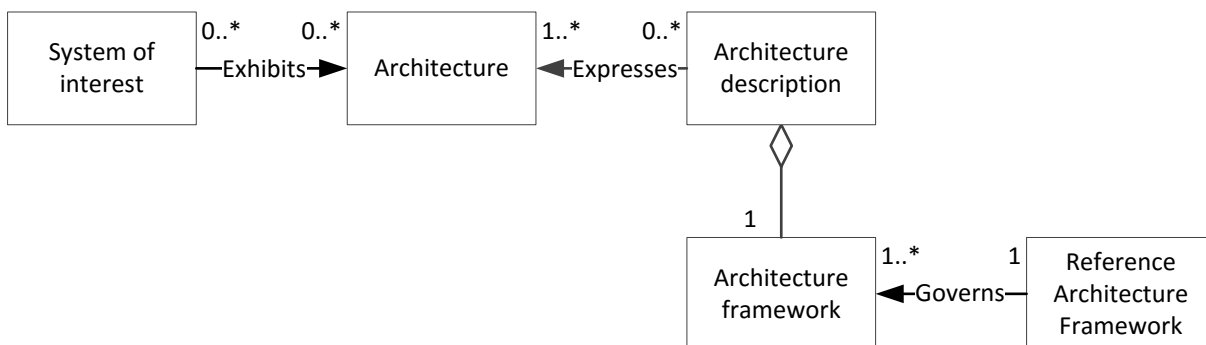 System of
interest
0..*
Exhibits
0..*
Architecture
1..*
Expresses
0..*
Architecture
description
1
Architecture
framework
1..*
Governs
1
Reference
Architecture
Framework